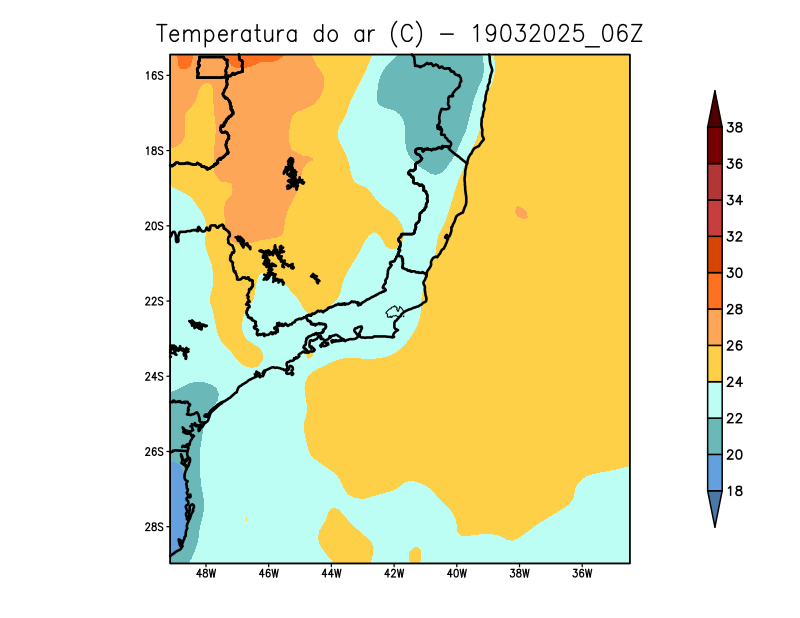 Temperatura do ar (C) – 19032025_06Z
16S
18S
20S
22S
24S
26S
28S
48W 46W 44W 42W 40W 38W 36W
38
36
34
32
30
28
26
24
22
20
18